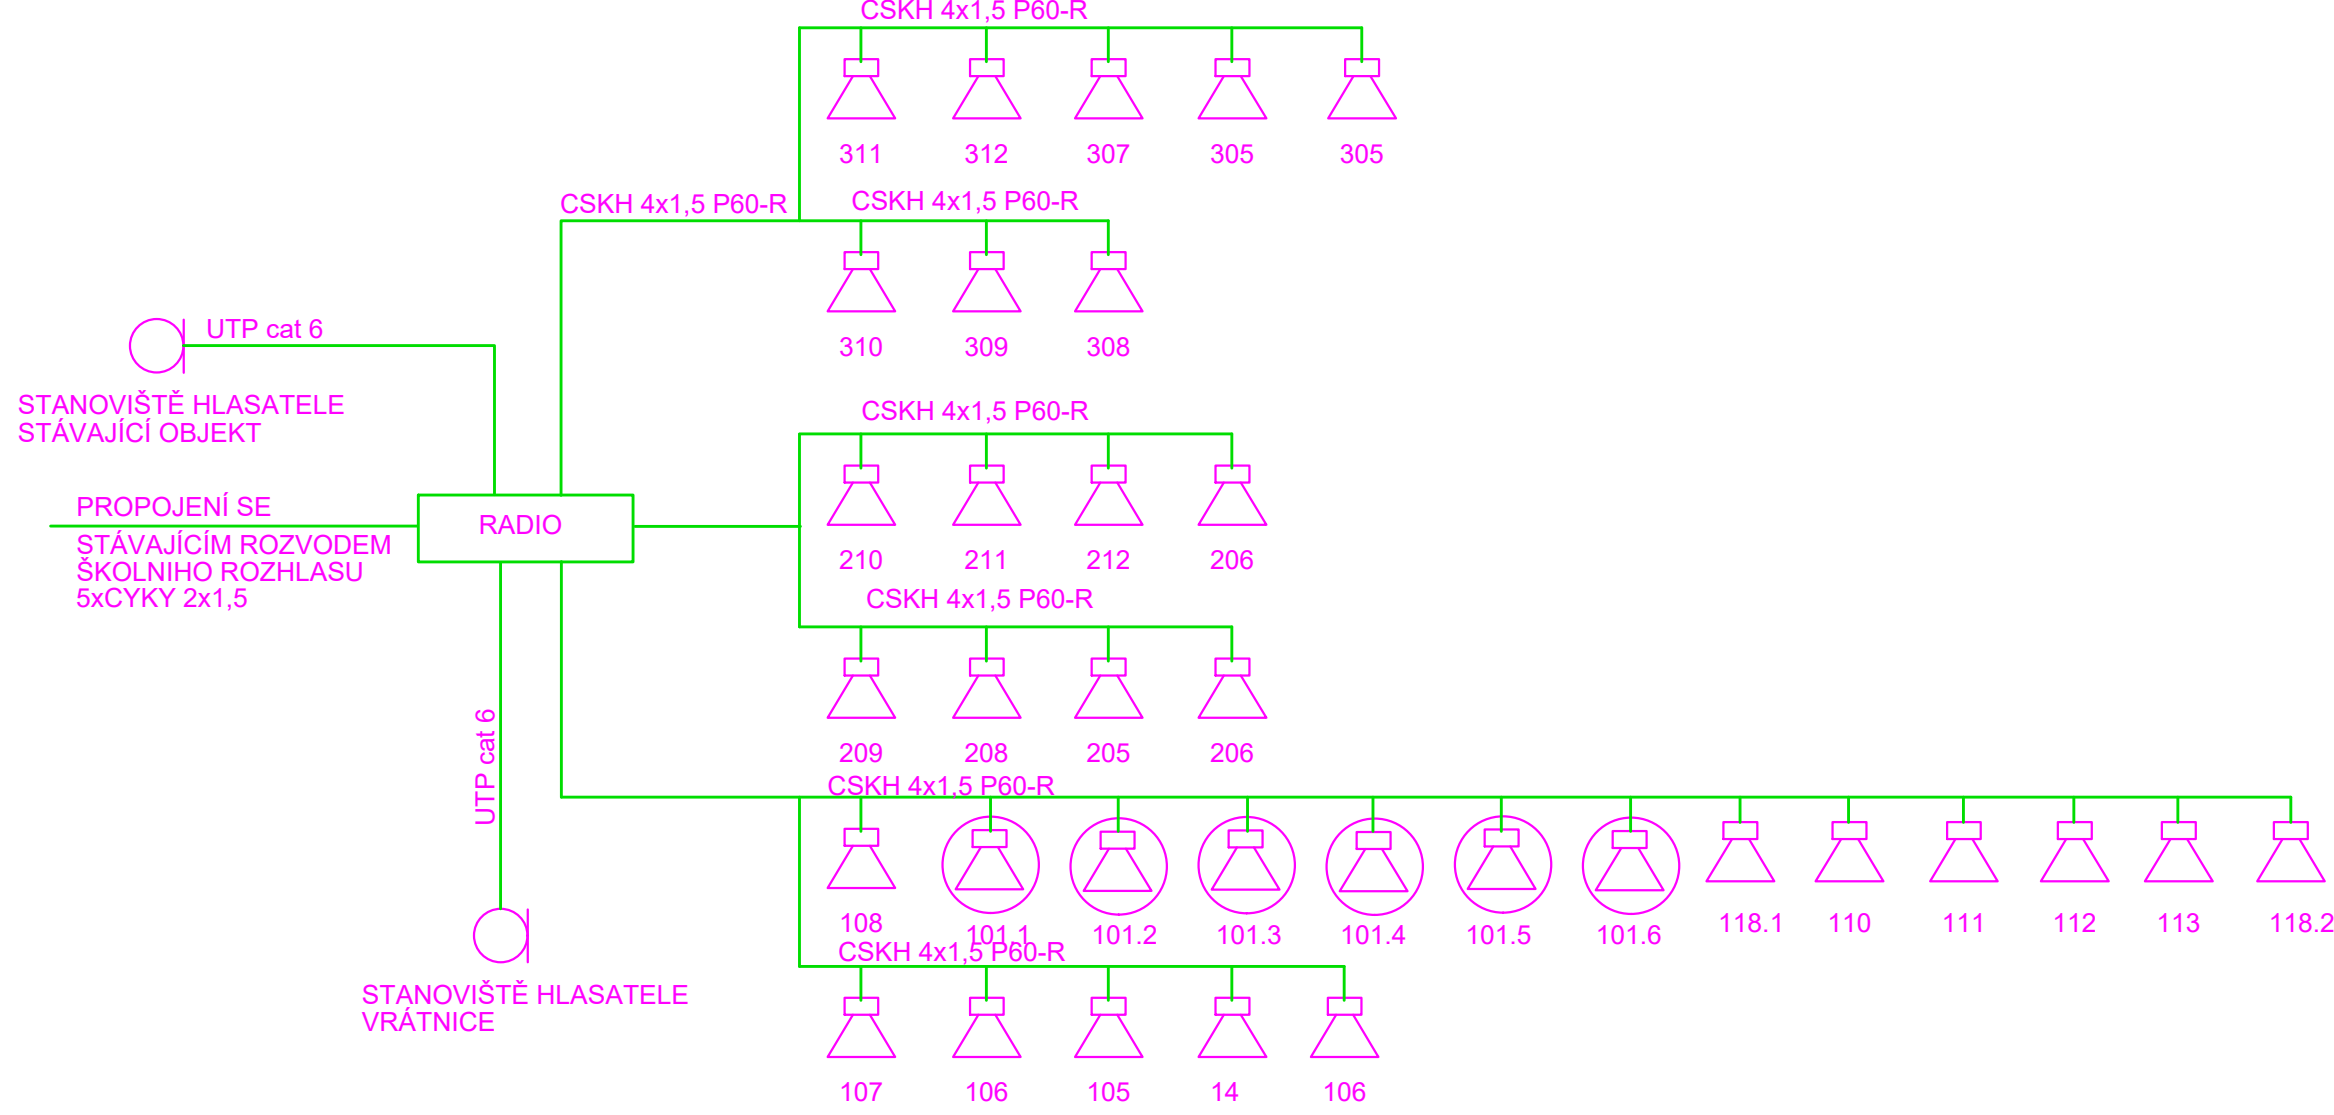 CSKH 4x1,5 P60-R
311 312 307 305 305
CSKH 4x1,5 P60-R CSKH 4x1,5 P60-R
310 309 308
UTP cat 6
STANOVIŠTĚ HLASATELE
STÁVAJÍCÍ OBJEKT
CSKH 4x1,5 P60-R
210 211 212 206
PROPOJENÍ SE
STÁVAJÍCÍM ROZVODEM
ŠKOLNIHO ROZHLASU
5xCYKY 2x1,5
RADIO
CSKH 4x1,5 P60-R
209 208 205 206
UTP cat 6
CSKH 4x1,5 P60-R
108 101.1 101.2 101.3 101.4 101.5 101.6 118.1 110 111 112 113 118.2
CSKH 4x1,5 P60-R
107 106 105 14 106
STANOVIŠTĚ HLASATELE
VRÁTNICE